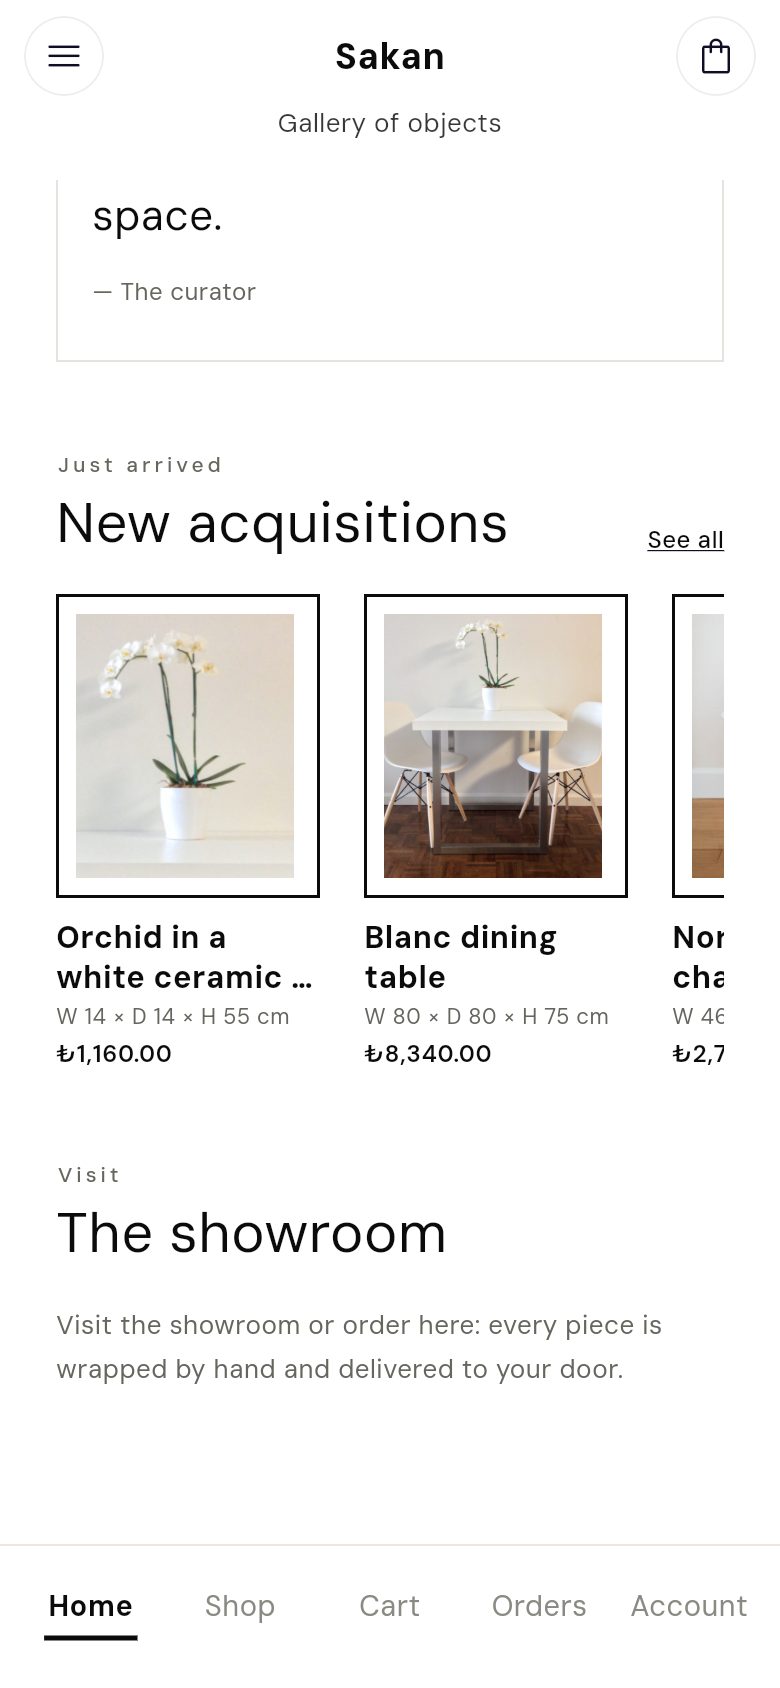 Sakan
Gallery of objects
space.
— The curator
Just arrived
New acquisitions
See all
Orchid in a
white ceramic ...
W 14 × D 14 × H 55 cm
₺1,160.00
Blanc dining
table
W 80 × D 80 × H 75 cm
₺8,340.00
W 46
₺2,7
Visit
The showroom
Visit the showroom or order here: every piece is
wrapped by hand and delivered to your door.
Home
Shop
Cart
Orders
Account